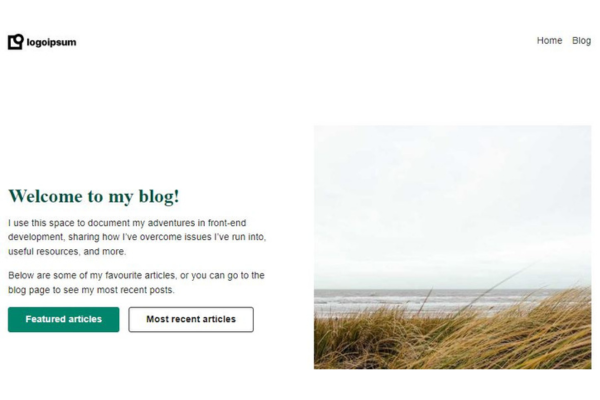 logoipsum
Home Blog
Welcome to my blog!
I use this space to document my adventures in front-end
development, sharing how I've overcome issues I've run into,
useful resources, and more.
Below are some of my favourite articles, or you can go to the
blog page to see my most recent posts.
Featured articles
Most recent articles